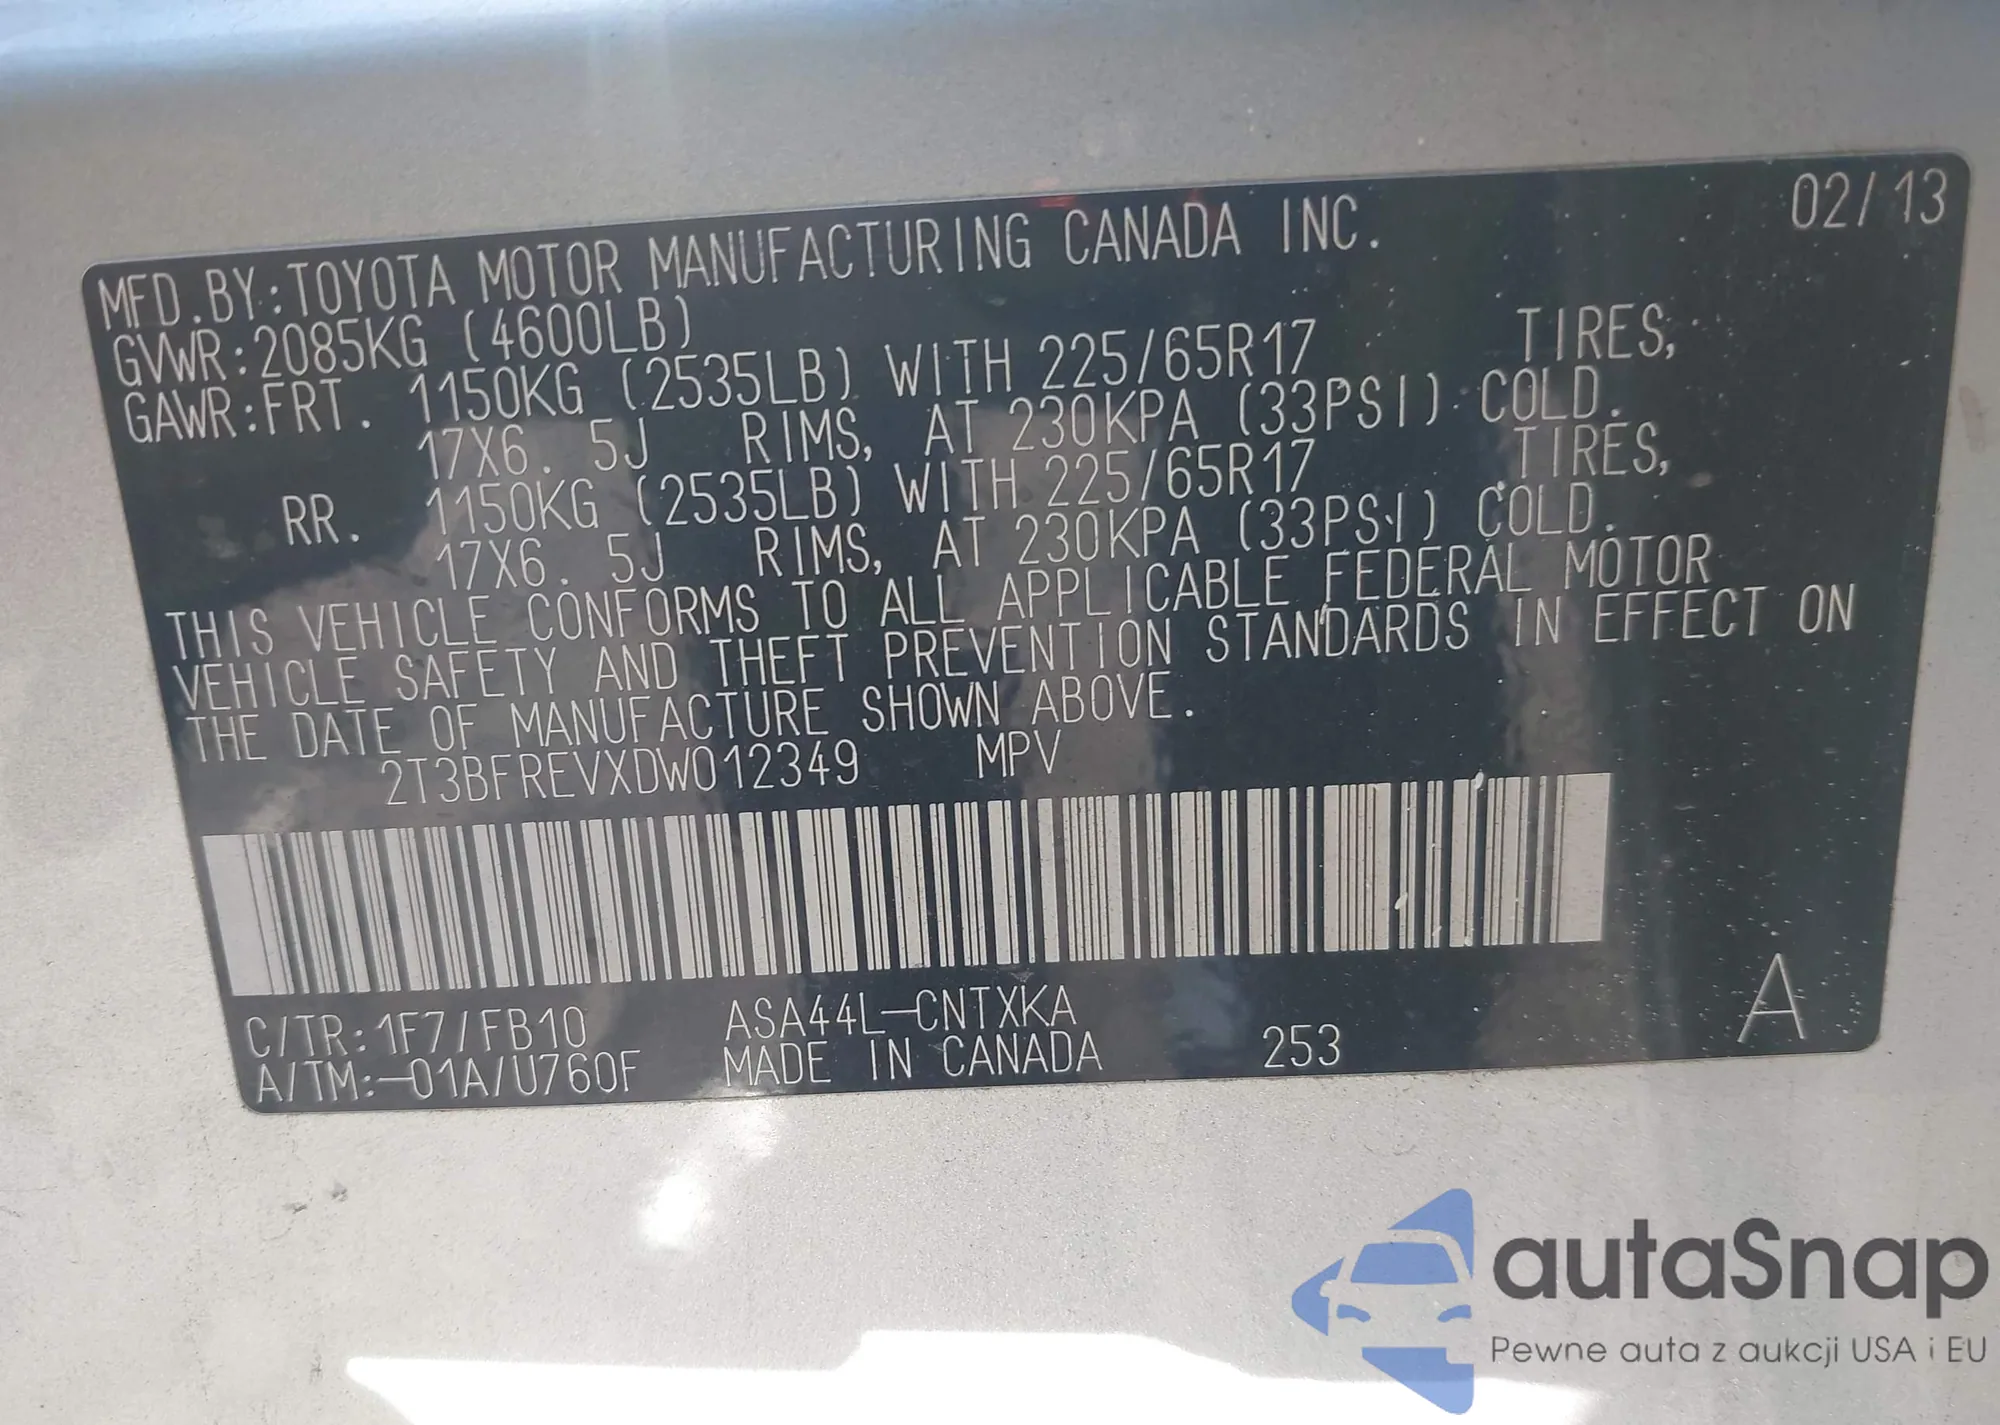 02/13
MFD.BY:TOYOTA MOTOR MANUFACTURING CANADA INC.
GVWR:2085KG (4600LB)
GAWR:FRT. 1150KG (2535LB) WITH 225/65R17 TIRES,
17X6. 5J RIMS, AT 230KPA (33PSI) COLD.
RR. 1150KG (2535LB) WITH 225/65R17 TIRES,
17X6. 5J RIMS, AT 230KPA (33PSI) COLD.
THIS VEHICLE CONFORMS TO ALL APPLICABLE FEDERAL MOTOR
VEHICLE SAFETY AND THEFT PREVENTION STANDARDS IN EFFECT ON
THE DATE OF MANUFACTURE SHOWN ABOVE.
2T3BFREVXDW012349 MPV
C/TR:1F7/FB10 ASA44L-CNTXKA
A/TM:-01A/U760F MADE IN CANADA 253 A
autaSnap
Pewne auta z aukcji USA i EU